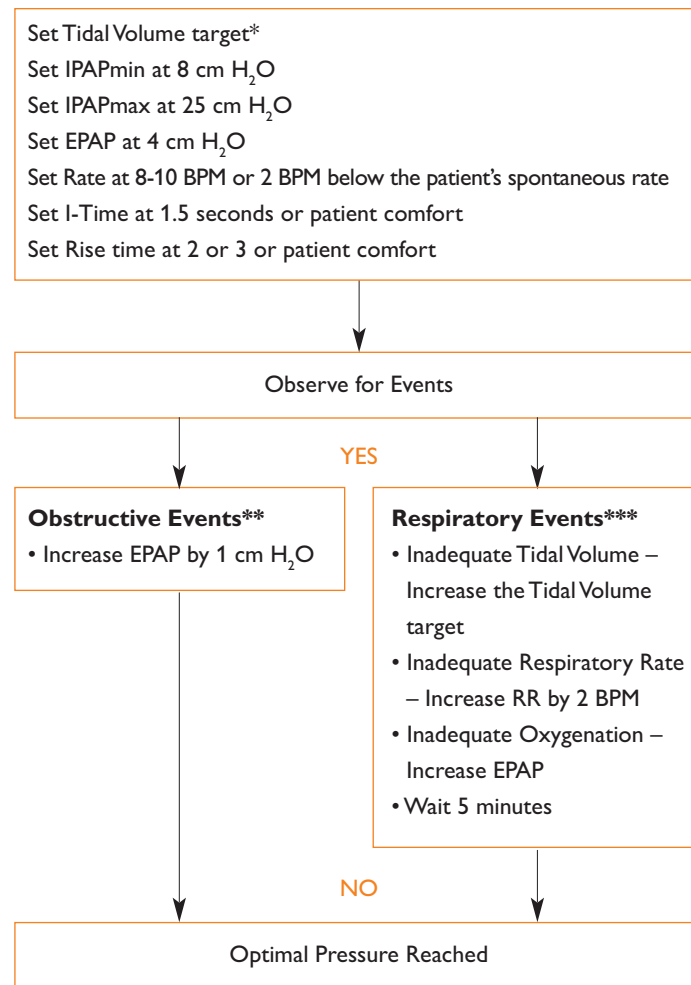 Set Tidal Volume target*
Set IPAPmin at 8 cm H₂O
Set IPAPmax at 25 cm H₂O
Set EPAP at 4 cm H₂O
Set Rate at 8-10 BPM or 2 BPM below the patient's spontaneous rate
Set I-Time at 1.5 seconds or patient comfort
Set Rise time at 2 or 3 or patient comfort
Observe for Events
YES
Obstructive Events**
• Increase EPAP by 1 cm H₂O
Respiratory Events***
• Inadequate Tidal Volume –
Increase the Tidal Volume
target
• Inadequate Respiratory Rate
– Increase RR by 2 BPM
• Inadequate Oxygenation –
Increase EPAP
• Wait 5 minutes
NO
Optimal Pressure Reached